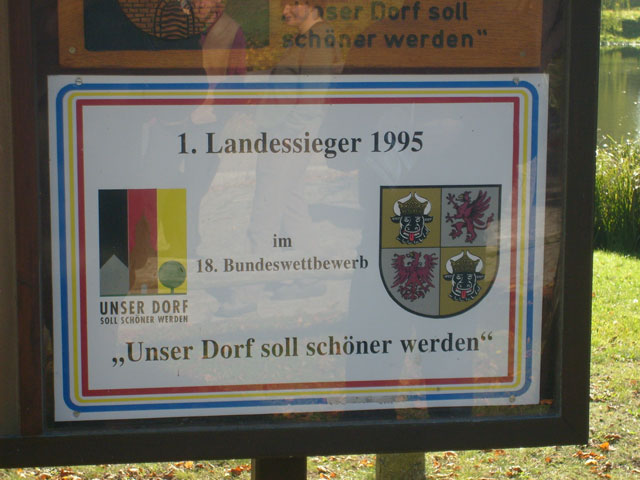 „Unser Dorf soll
schöner werden“
1. Landessieger 1995
im
18. Bundeswettbewerb
UNSER DORF
SOLL SCHÖNER WERDEN
„Unser Dorf soll schöner werden“